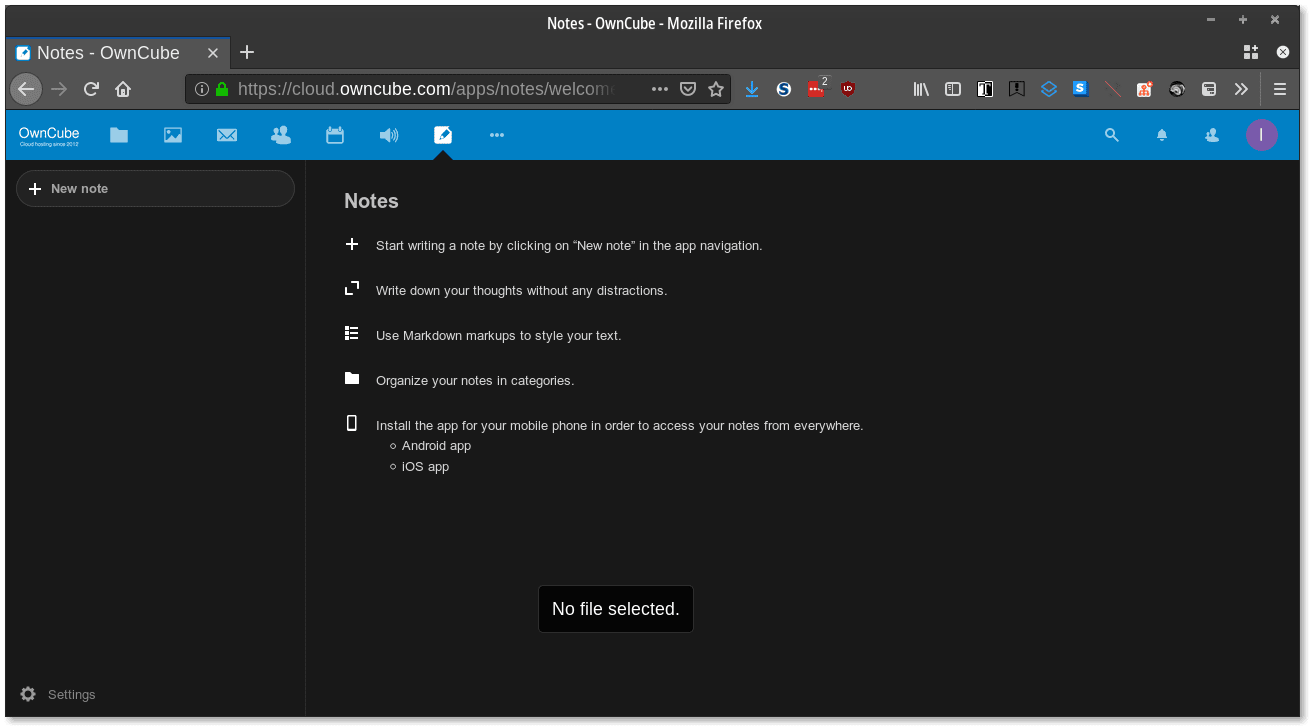 Notes - OwnCube - Mozilla Firefox
Notes - OwnCube
https://cloud.owncube.com/apps/notes/welcom
2
UD
OwnCube
Cloud hosting since 2012
I
New note
Notes
Start writing a note by clicking on “New note” in the app navigation.
Write down your thoughts without any distractions.
Use Markdown markups to style your text.
Organize your notes in categories.
Install the app for your mobile phone in order to access your notes from everywhere.
Android app
iOS app
No file selected.
Settings